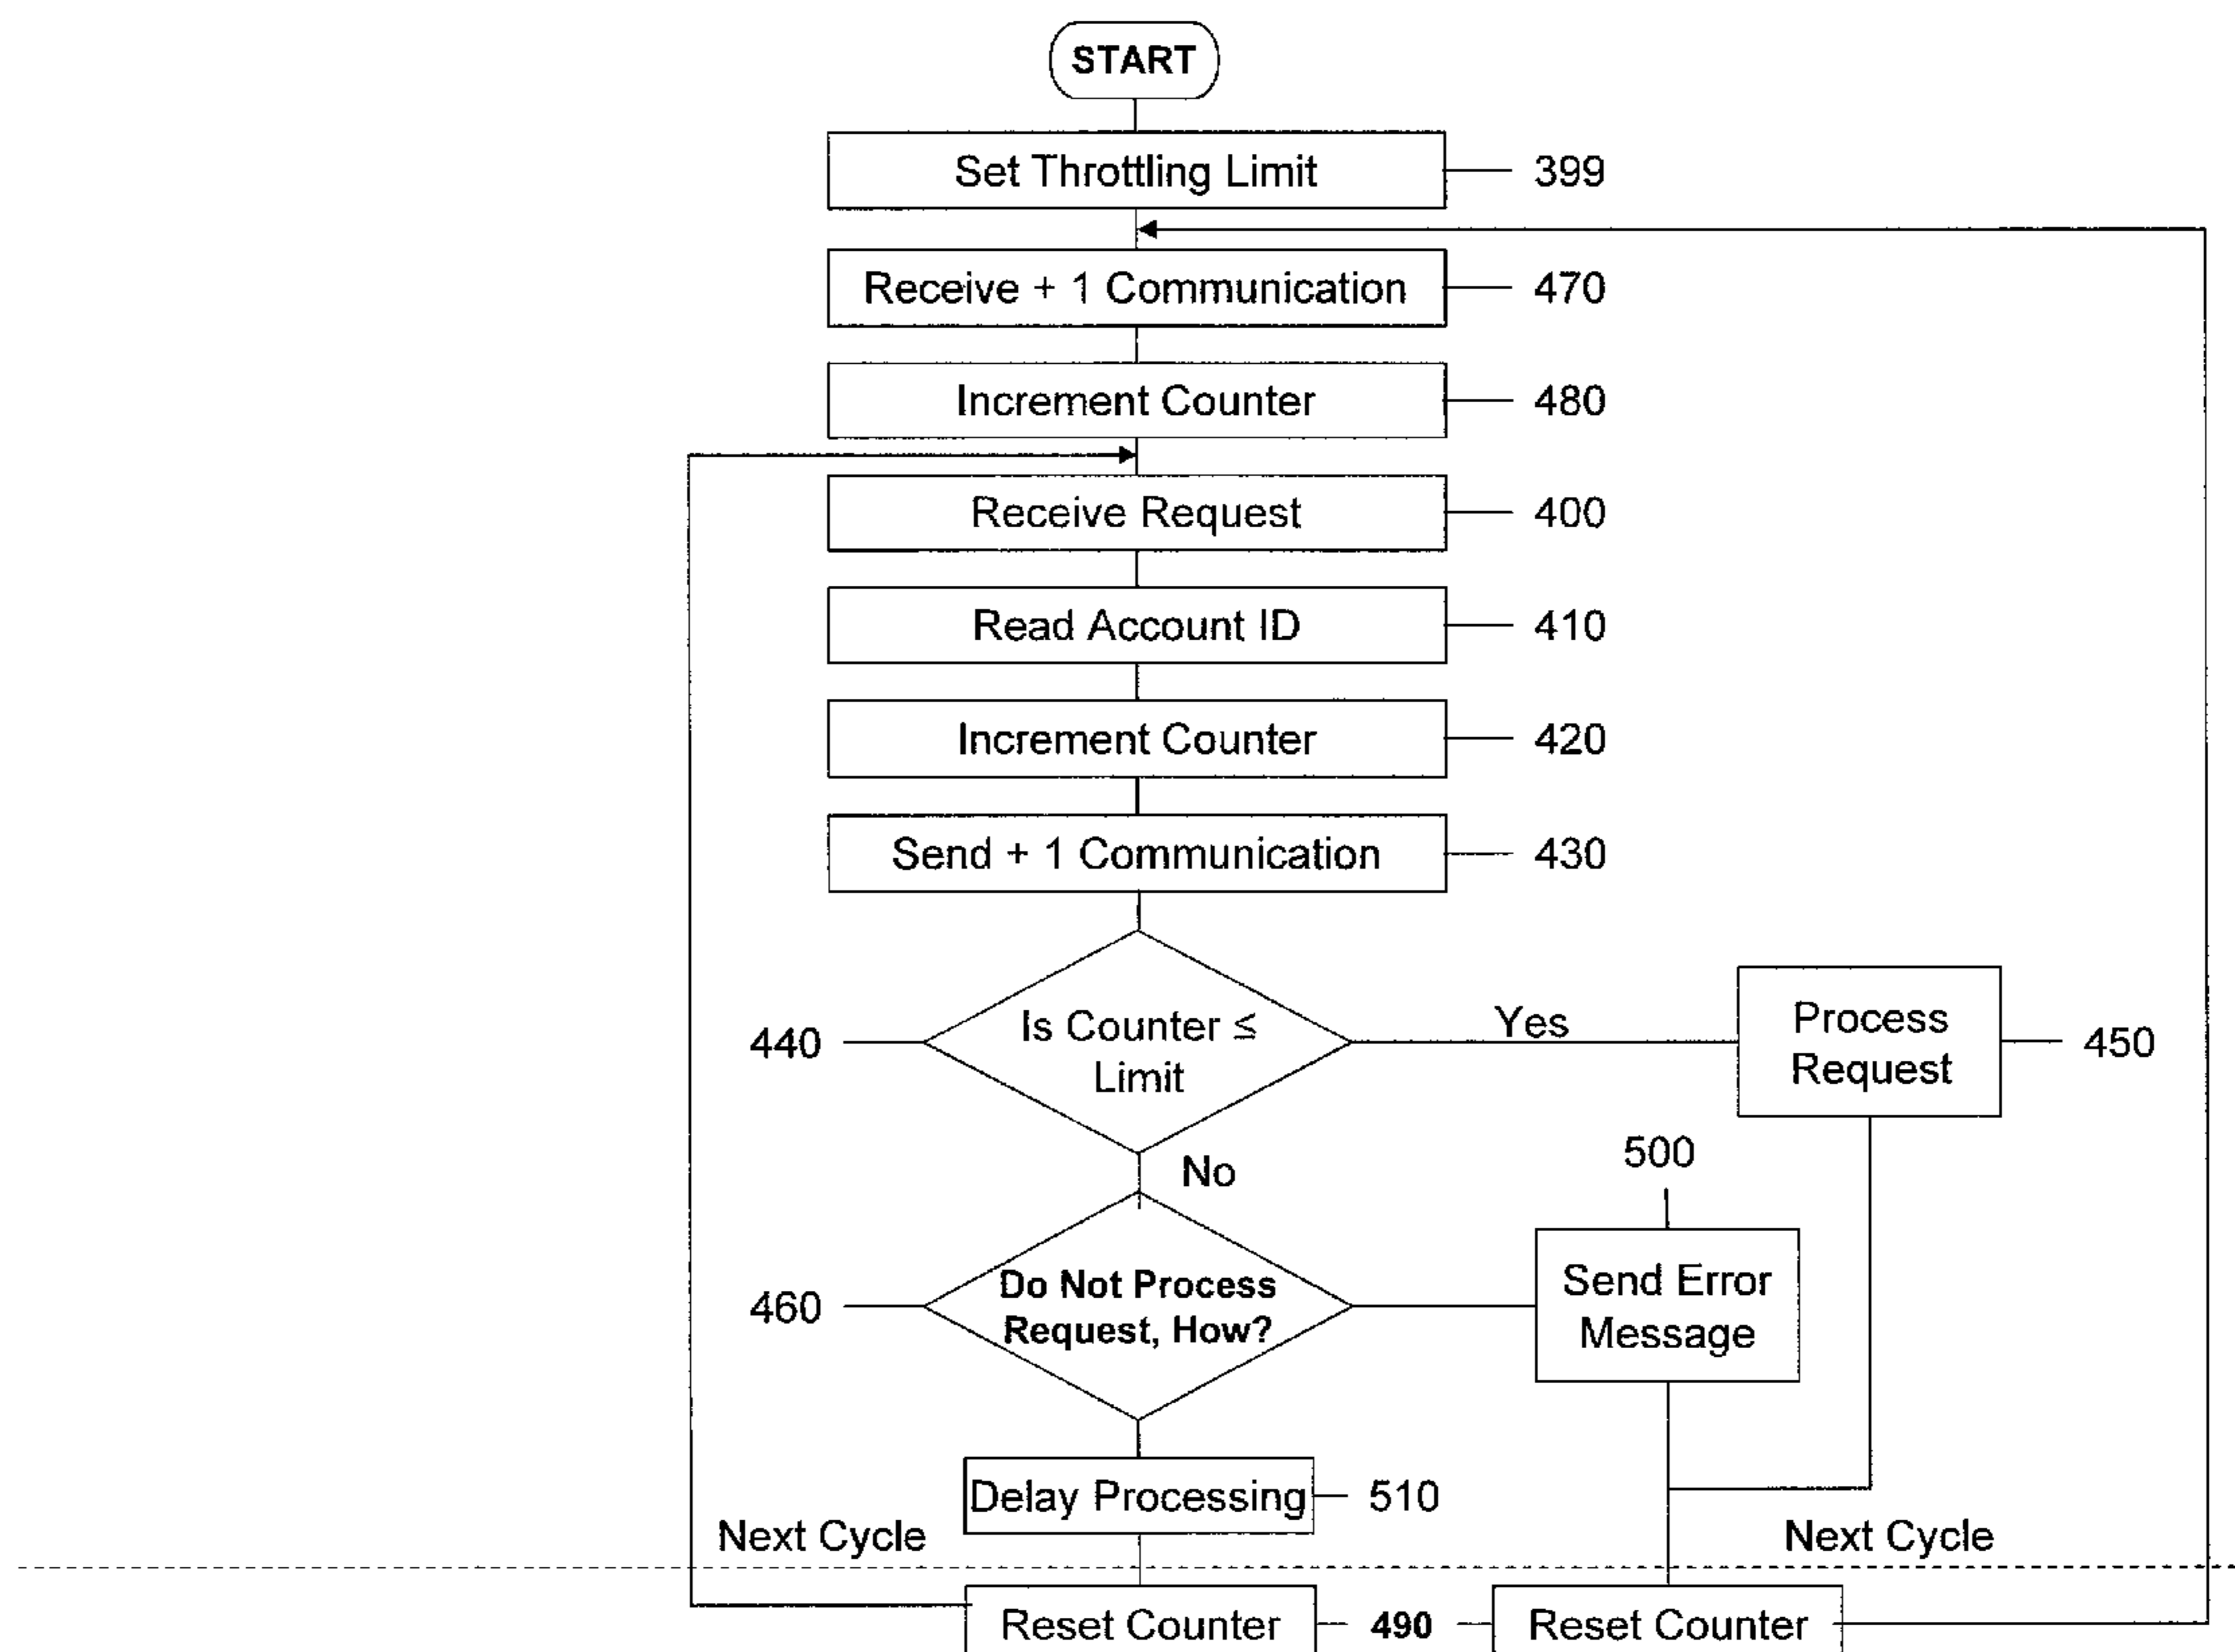 START
Set Throttling Limit
399
Receive + 1 Communication
470
Increment Counter
480
Receive Request
400
Read Account ID
410
Increment Counter
420
Send + 1 Communication
430
Is Counter ≤
Limit
440
Yes
Process
Request
450
No
500
Do Not Process
Request, How?
460
Send Error
Message
Delay Processing
510
Next Cycle
Next Cycle
Reset Counter
490
Reset Counter